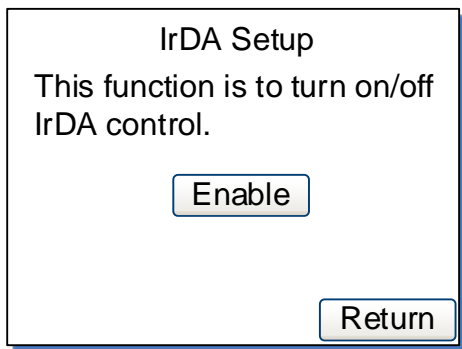 IrDA Setup
This function is to turn on/off
IrDA control.
Enable
Return